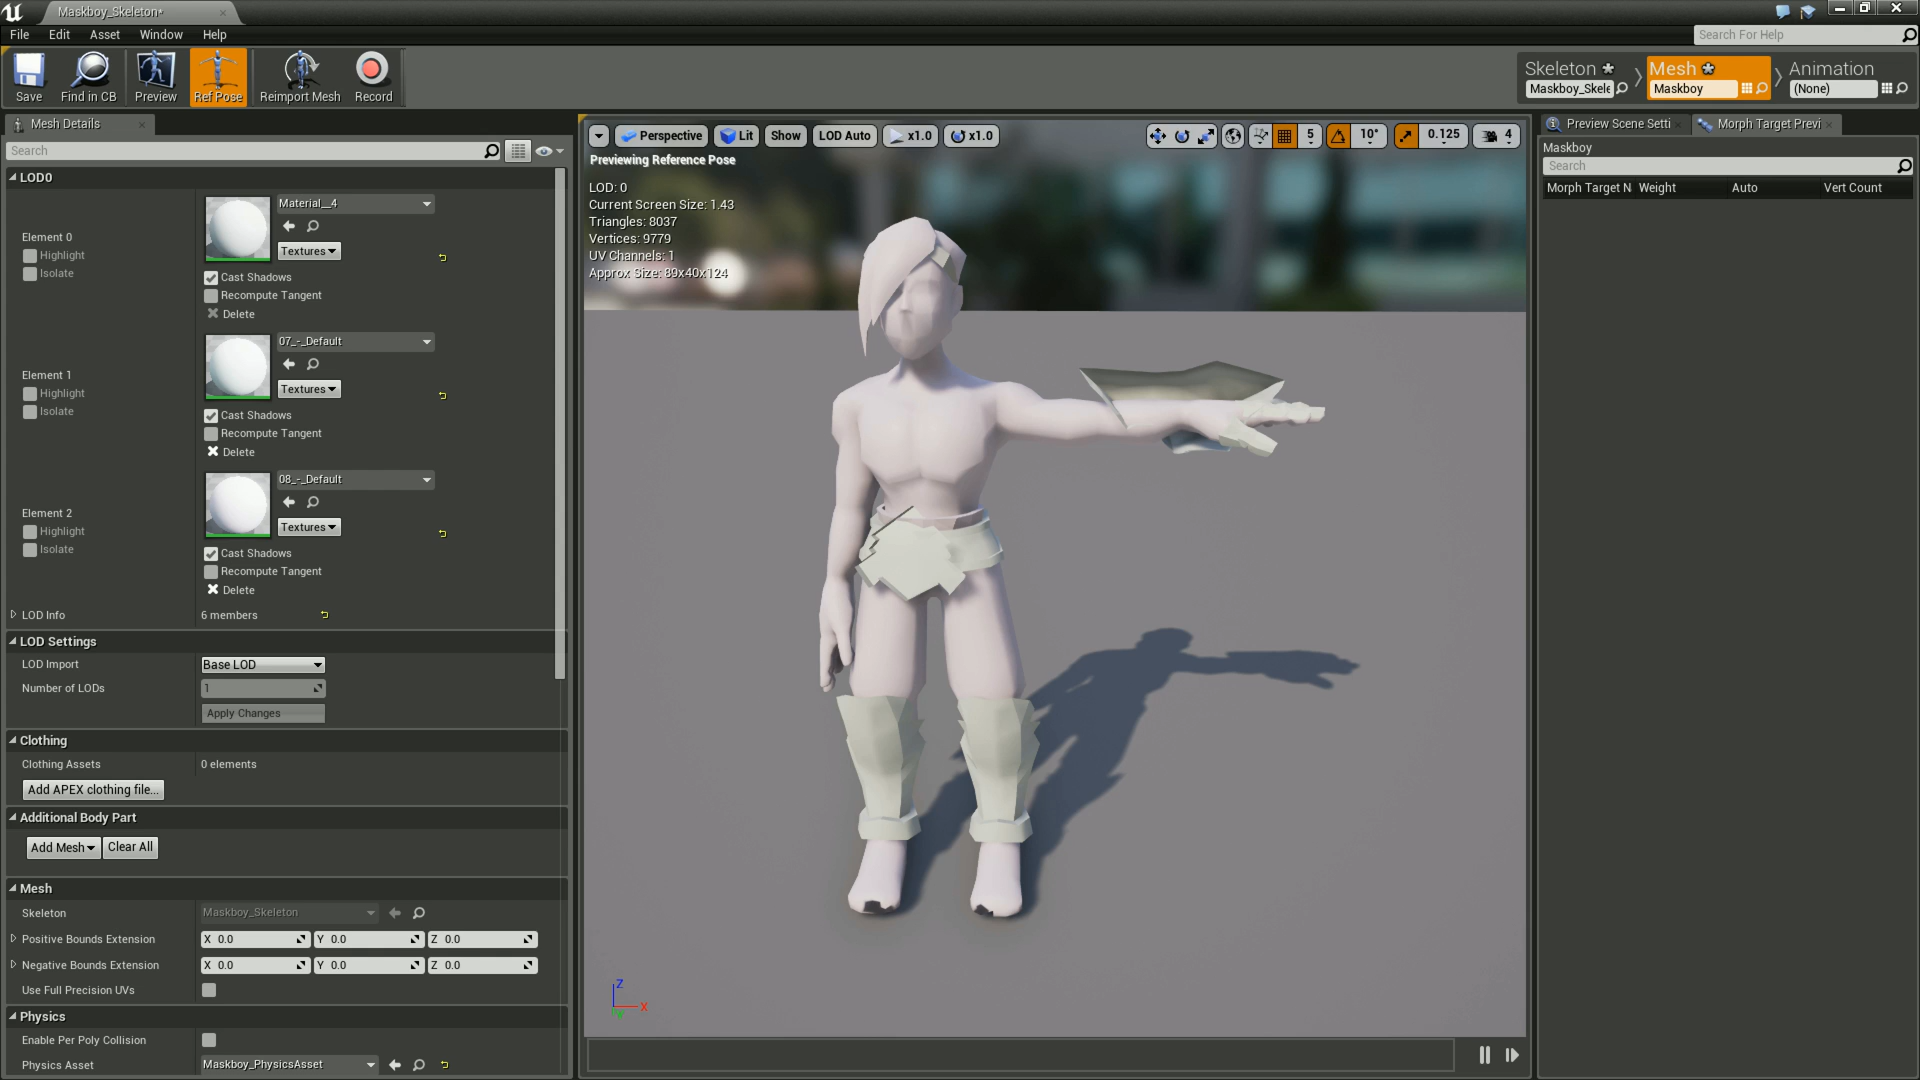 Maskboy_Skeleton*
File Edit Asset Window Help
Search For Help
Save Find in CB Preview Ref Pose Reimport Mesh Record
Skeleton Mesh Animation
Maskboy_Skele Maskboy (None)
Mesh Details
Search
LOD0
Element 0
Highlight
Isolate
Material__4
Textures
Cast Shadows
Recompute Tangent
Delete
Element 1
Highlight
Isolate
07_-_Default
Textures
Cast Shadows
Recompute Tangent
Delete
Element 2
Highlight
Isolate
08_-_Default
Textures
Cast Shadows
Recompute Tangent
Delete
LOD Info 6 members
LOD Settings
LOD Import Base LOD
Number of LODs 1
Apply Changes
Clothing
Clothing Assets 0 elements
Add APEX clothing file...
Additional Body Part
Add Mesh Clear All
Mesh
Skeleton Maskboy_Skeleton
Positive Bounds Extension X 0.0 Y 0.0 Z 0.0
Negative Bounds Extension X 0.0 Y 0.0 Z 0.0
Use Full Precision UVs
Physics
Enable Per Poly Collision
Physics Asset Maskboy_PhysicsAsset
Perspective Lit Show LOD Auto x1.0 x1.0 5 10° 0.125 4
Previewing Reference Pose
LOD: 0
Current Screen Size: 1.43
Triangles: 8037
Vertices: 9779
UV Channels: 1
Approx Size: 89x40x124
Z
X
Y
Preview Scene Setti Morph Target Previ
Maskboy
Search
Morph Target N Weight Auto Vert Count